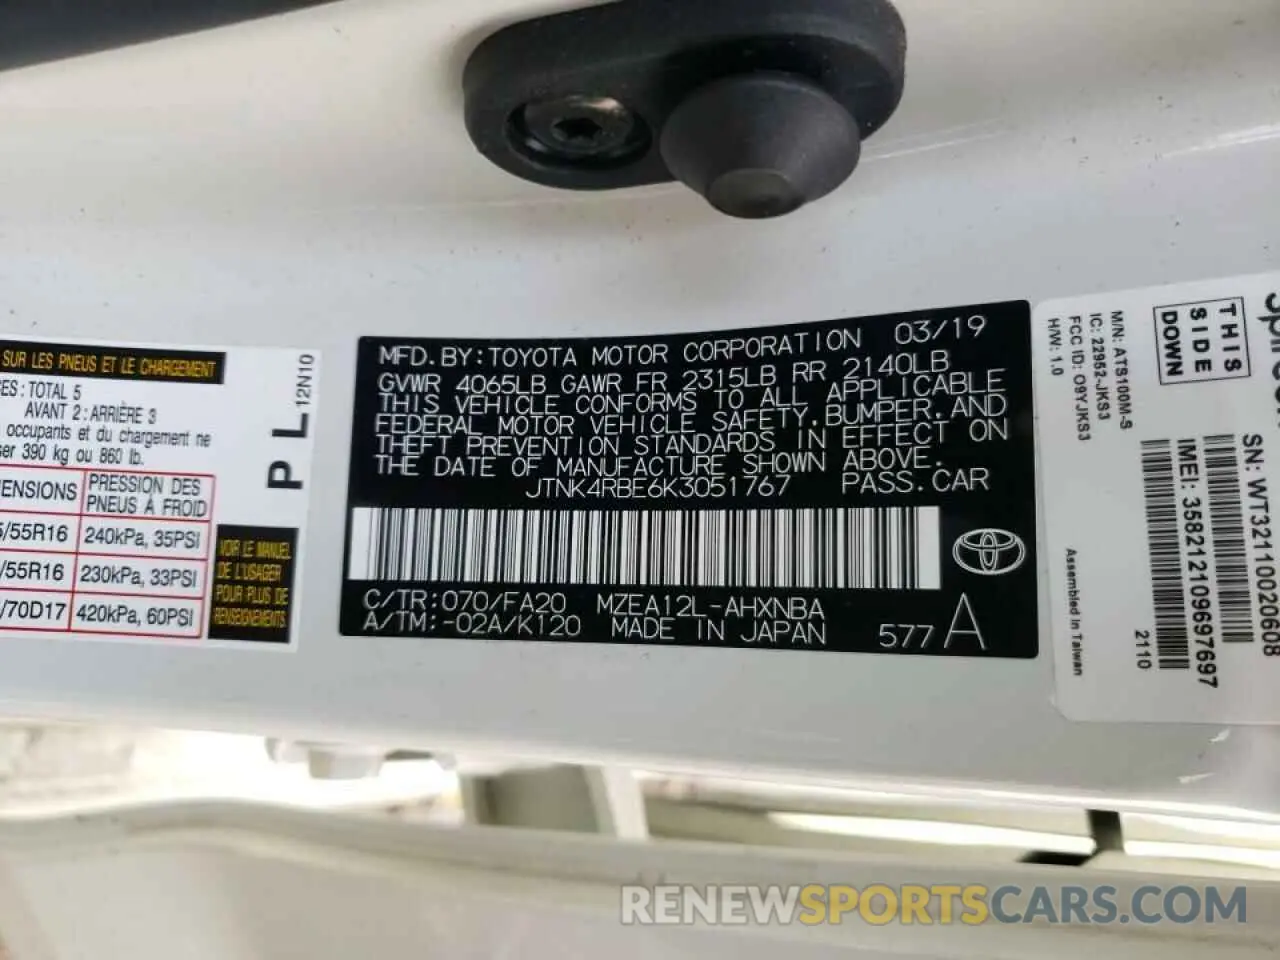 SUR LES PNEUS ET LE CHARGEMENT
CES: TOTAL 5
AVANT 2: ARRIÈRE 3
occupants et du chargement ne
ser 390 kg ou 860 lb.
PRESSION DES
PNEUS À FROID
/55R16 240kPa, 35PSI
/55R16 230kPa, 33PSI
/70D17 420kPa, 60PSI
P L 12N10
VOIR LE MANUEL
DE L'USAGER
POUR PLUS DE
RENSEIGNEMENTS
MFD. BY: TOYOTA MOTOR CORPORATION 03/19
GVWR 4065LB GAWR FR 2315LB RR 2140LB
THIS VEHICLE CONFORMS TO ALL APPLICABLE
FEDERAL MOTOR VEHICLE SAFETY, BUMPER, AND
THEFT PREVENTION STANDARDS IN EFFECT ON
THE DATE OF MANUFACTURE SHOWN ABOVE.
JTNK4RBE6K3051767 PASS. CAR
C/TR: 070/FA20 MZEA12L-AHXNBA
A/TM: -02A/K120 MADE IN JAPAN 577 A
THIS
SIDE
DOWN
M/N: ATS100M-S
IC: 22953-JKS3
FCC ID: O9YJKS3
H/W: 1.0
SN: WT3211002020608
IMEI: 358212109697697
2110
Assembled in Taiwan
RENEWSPORTSCARS.COM